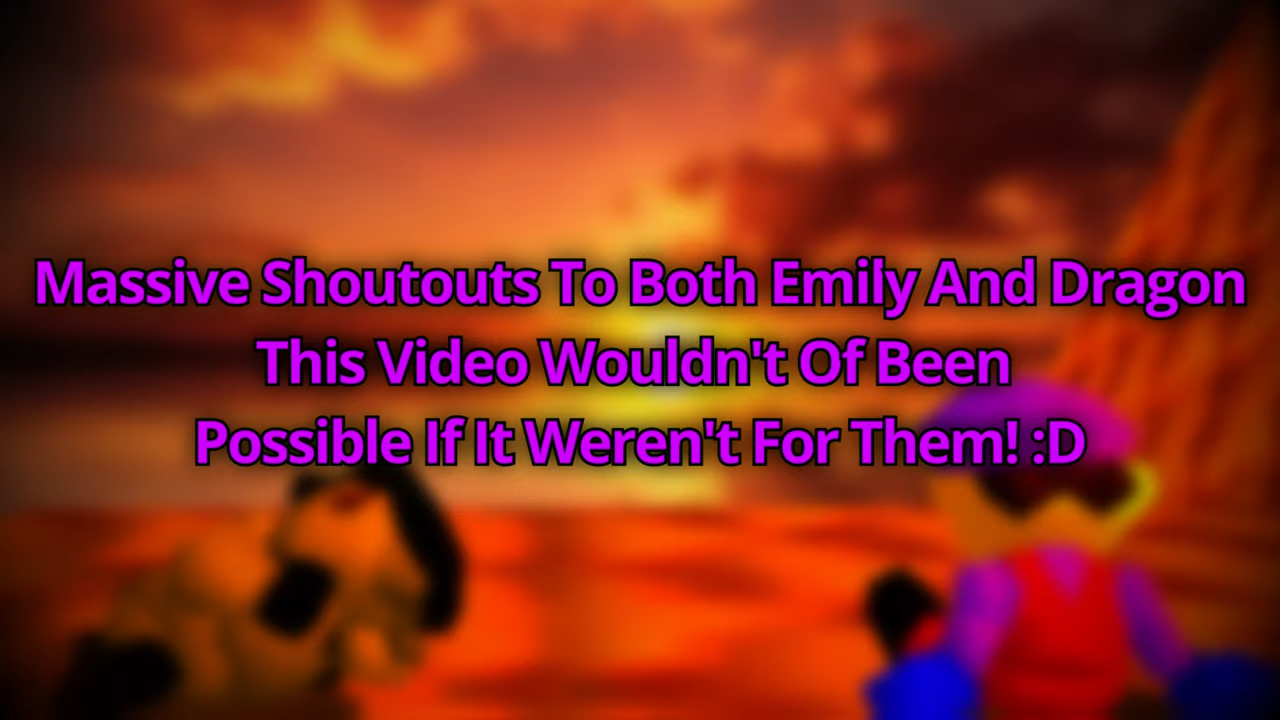 Massive Shoutouts To Both Emily And Dragon
This Video Wouldn't Of Been
Possible If It Weren't For Them! :D